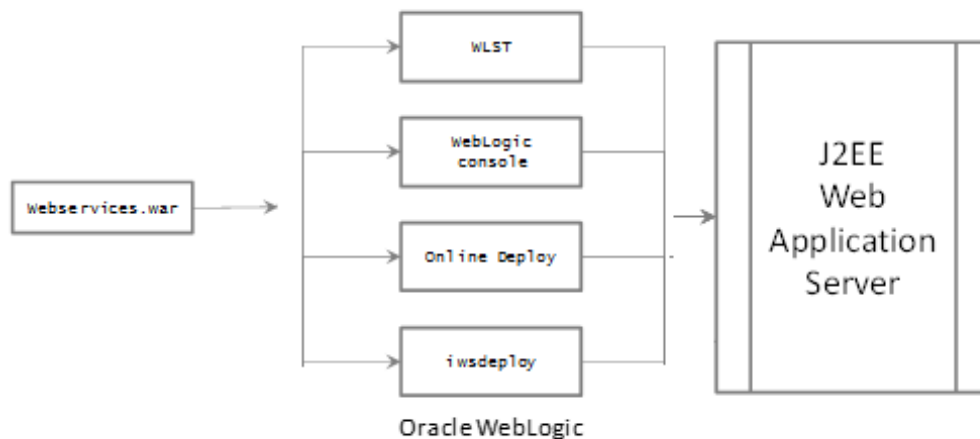 WLST
WebLogic
console
Webservices.war
Online Deploy
iwsdeploy
Oracle WebLogic
J2EE
Web
Application
Server